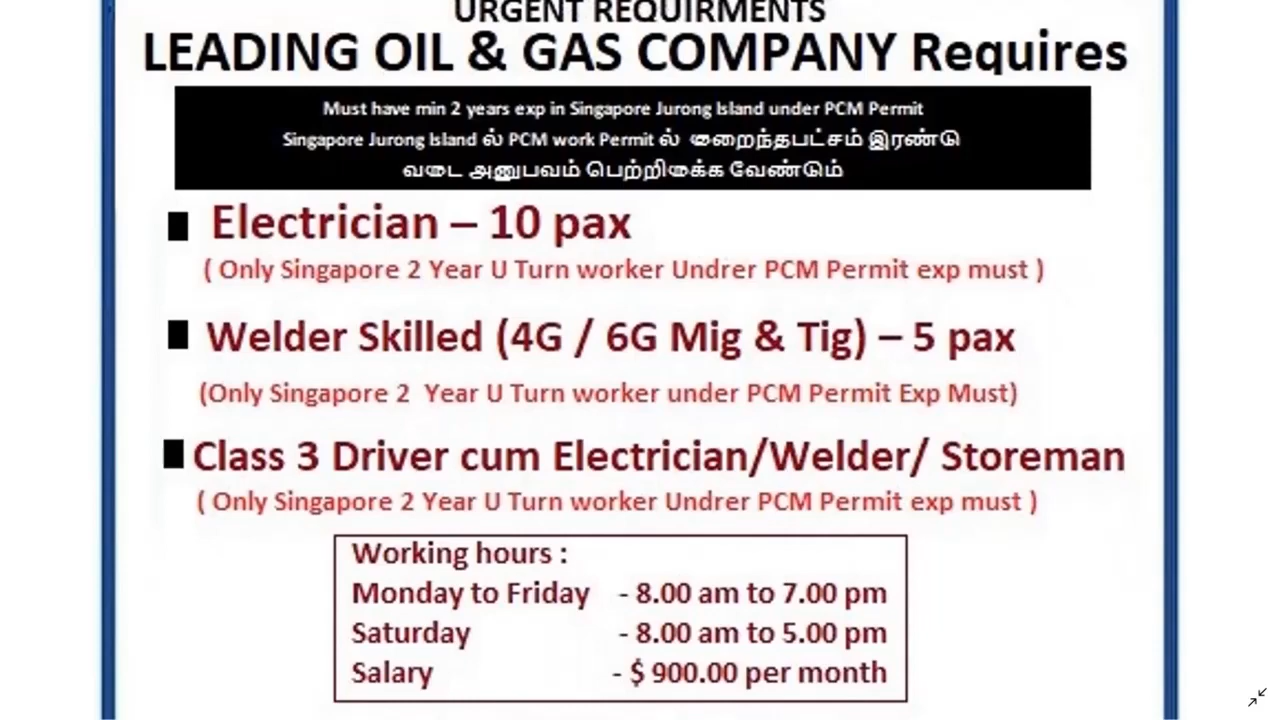 URGENT REQUIRMENTS
LEADING OIL & GAS COMPANY Requires
Must have min 2 years exp in Singapore Jurong Island under PCM Permit
Singapore Jurong Island ல் PCM work Permit ல் குறைந்தபட்சம் இரண்டு
வருட அனுபவம் பெற்றிருக்க வேண்டும்
Electrician – 10 pax
( Only Singapore 2 Year U Turn worker Undrer PCM Permit exp must )
Welder Skilled (4G / 6G Mig & Tig) – 5 pax
(Only Singapore 2 Year U Turn worker under PCM Permit Exp Must)
Class 3 Driver cum Electrician/Welder/ Storeman
( Only Singapore 2 Year U Turn worker Undrer PCM Permit exp must )
Working hours :
Monday to Friday - 8.00 am to 7.00 pm
Saturday - 8.00 am to 5.00 pm
Salary - $ 900.00 per month